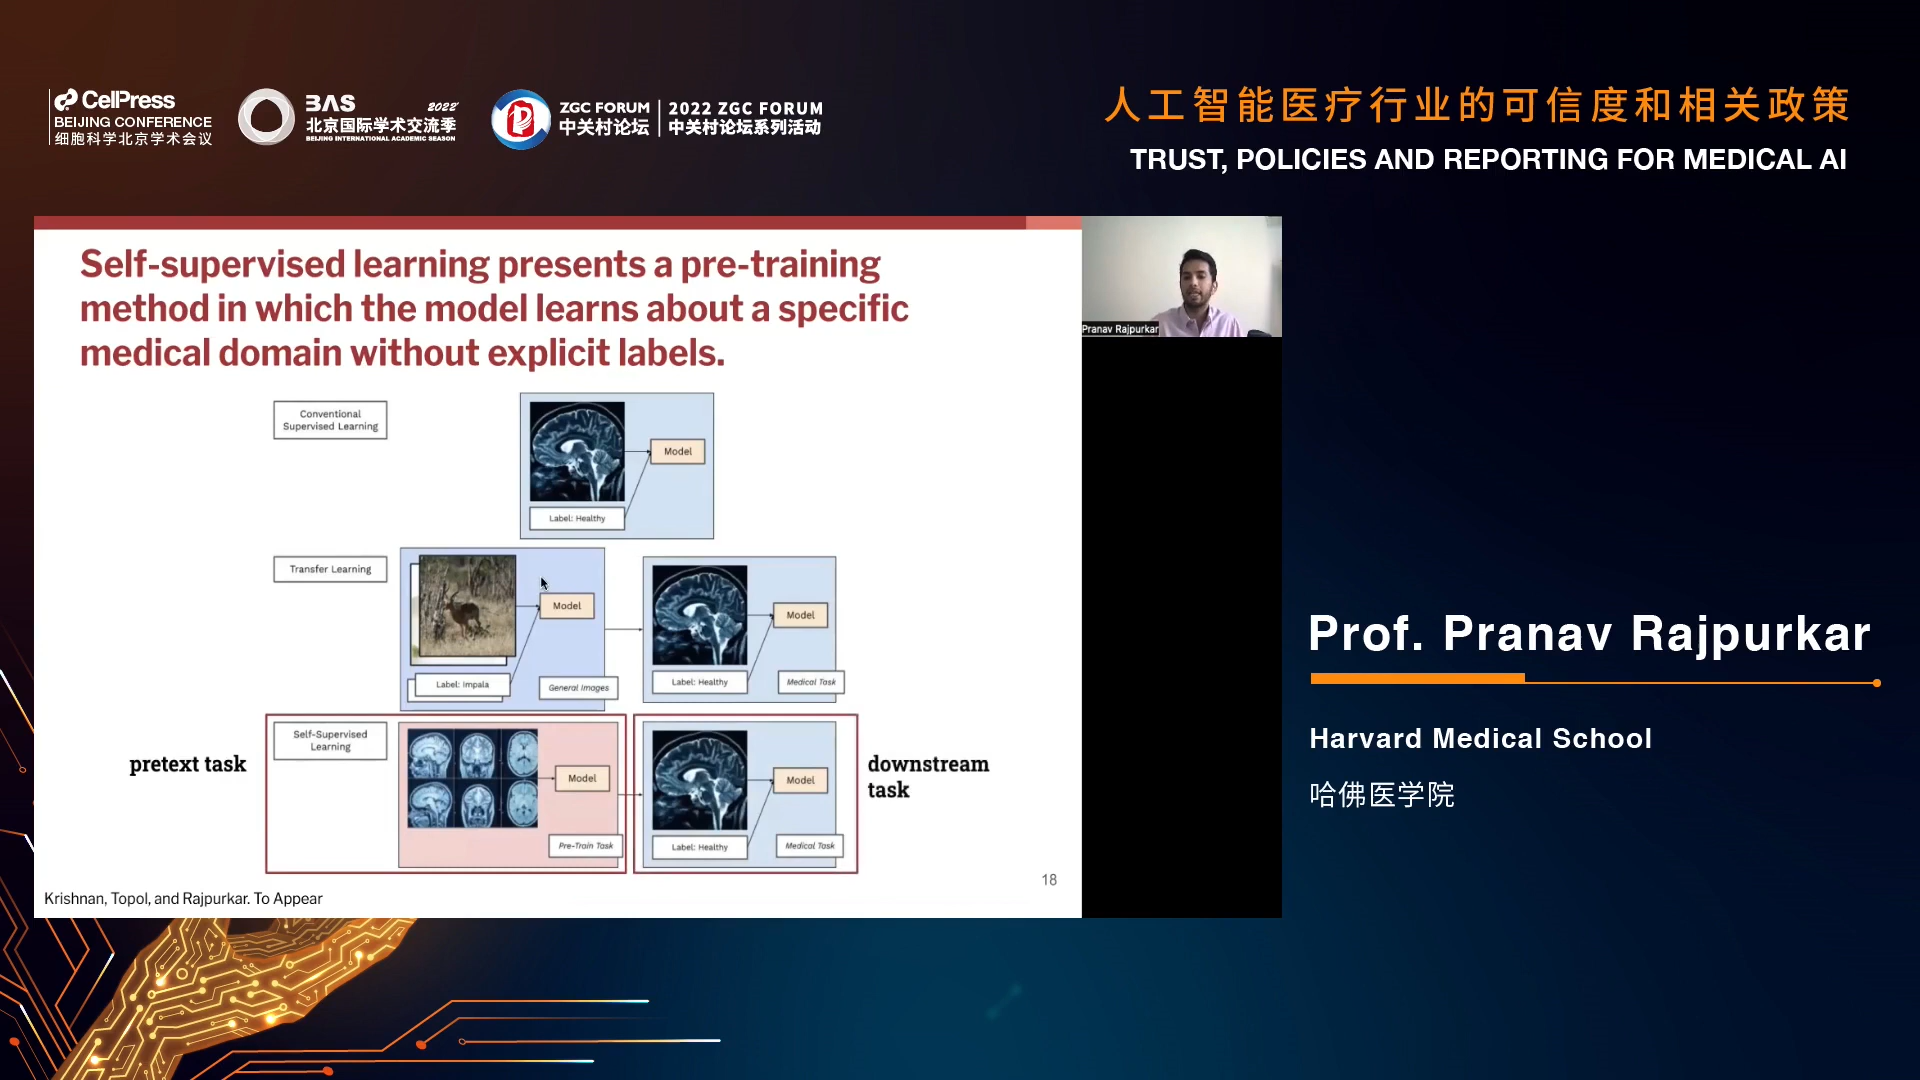 CellPress
BEIJING CONFERENCE
细胞科学北京学术会议
BAS 2022
北京国际学术交流季
BEIJING INTERNATIONAL ACADEMIC SEASON
ZGC FORUM
中关村论坛
2022 ZGC FORUM
中关村论坛系列活动
人工智能医疗行业的可信度和相关政策
TRUST, POLICIES AND REPORTING FOR MEDICAL AI
Self-supervised learning presents a pre-training
method in which the model learns about a specific
medical domain without explicit labels.
Conventional
Supervised Learning
Model
Label: Healthy
Transfer Learning
Model
Label: Impala
General Images
Model
Label: Healthy
Medical Task
pretext task
Self-Supervised
Learning
Model
Pre-Train Task
Model
Label: Healthy
Medical Task
downstream
task
18
Krishnan, Topol, and Rajpurkar. To Appear
Pranav Rajpurkar
Prof. Pranav Rajpurkar
Harvard Medical School
哈佛医学院